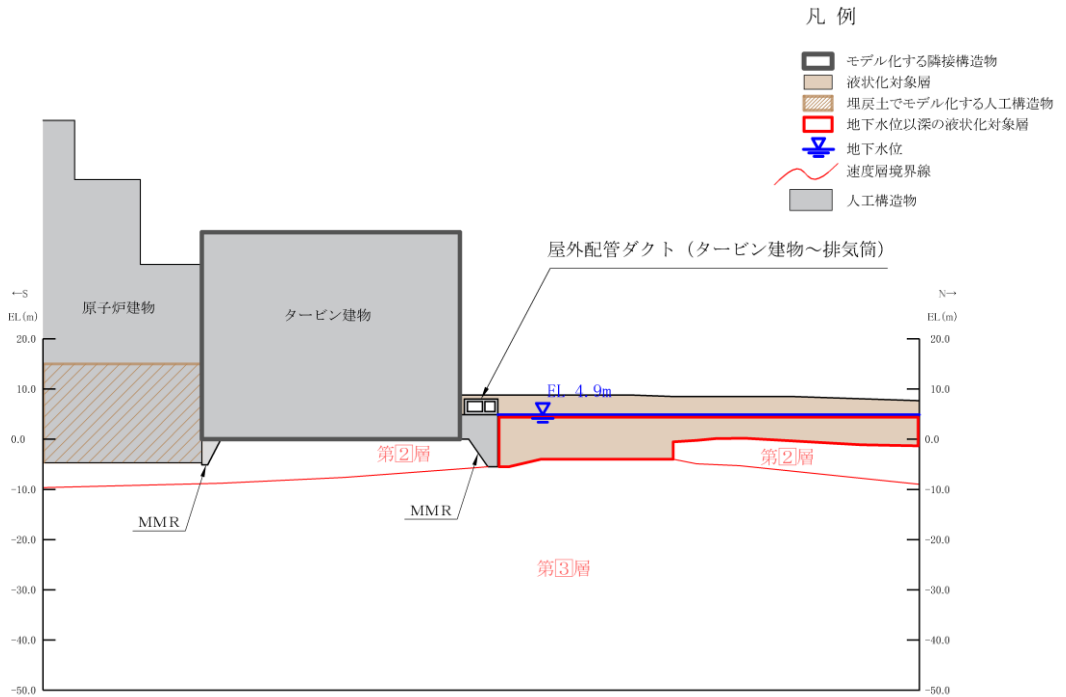 凡 例
モデル化する隣接構造物
液状化対象層
埋戻土でモデル化する人工構造物
地下水位以深の液状化対象層
地下水位
速度層境界線
人工構造物
屋外配管ダクト（タービン建物～排気筒）
←S
EL(m)
N→
EL(m)
原子炉建物
タービン建物
EL 4.9m
20.0
10.0
0.0
-10.0
-20.0
-30.0
-40.0
-50.0
20.0
10.0
0.0
-10.0
-20.0
-30.0
-40.0
-50.0
第2層
第2層
MMR
MMR
第3層